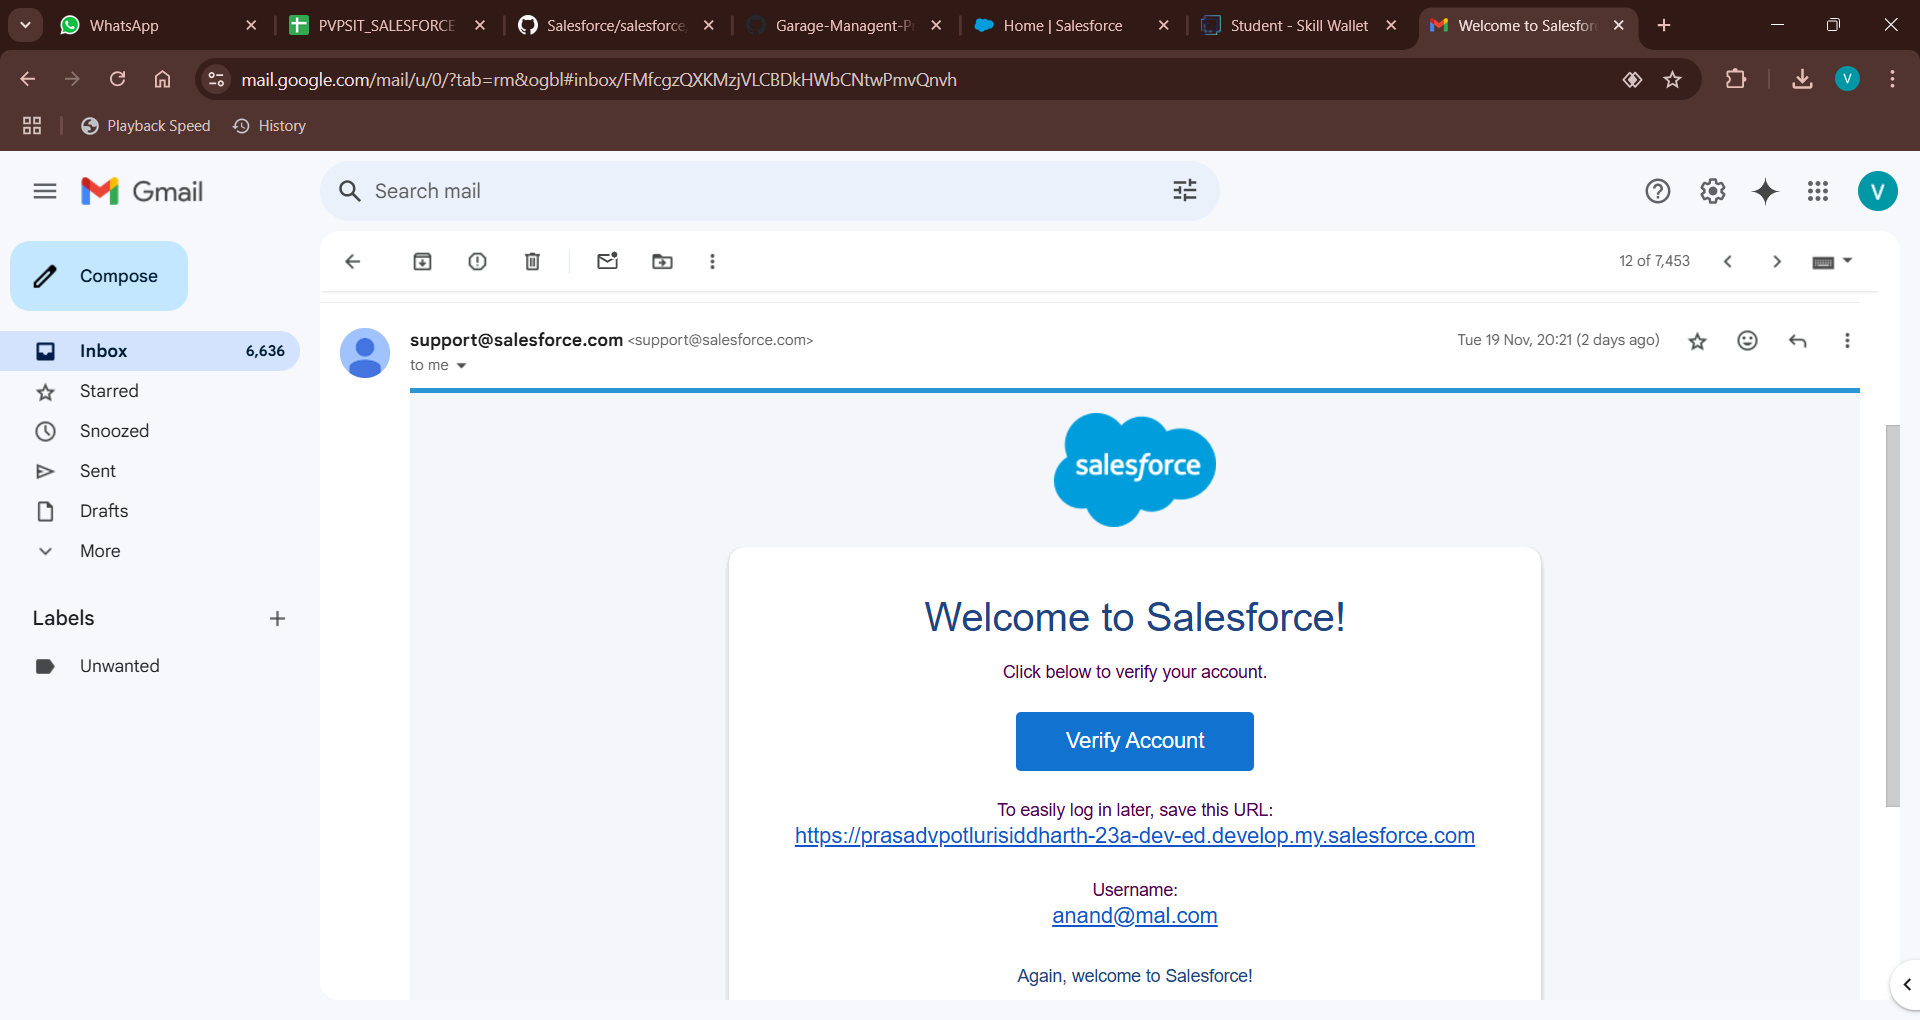 WhatsApp
PVPSIT_SALESFORCE
Salesforce/salesforce
Garage-Managent-Pr
Home | Salesforce
Student - Skill Wallet
Welcome to Salesfor
mail.google.com/mail/u/0/?tab=rm&ogbl#inbox/FMfcgzQXKMzjVLCBDkHWbCNtwPmvQnvh
V
Playback Speed
History
Gmail
Search mail
V
Compose
12 of 7,453
Inbox 6,636
Starred
Snoozed
Sent
Drafts
More
Labels
Unwanted
support@salesforce.com <support@salesforce.com>
Tue 19 Nov, 20:21 (2 days ago)
to me
salesforce
Welcome to Salesforce!
Click below to verify your account.
Verify Account
To easily log in later, save this URL:
https://prasadvpotlurisiddharth-23a-dev-ed.develop.my.salesforce.com
Username:
anand@mal.com
Again, welcome to Salesforce!